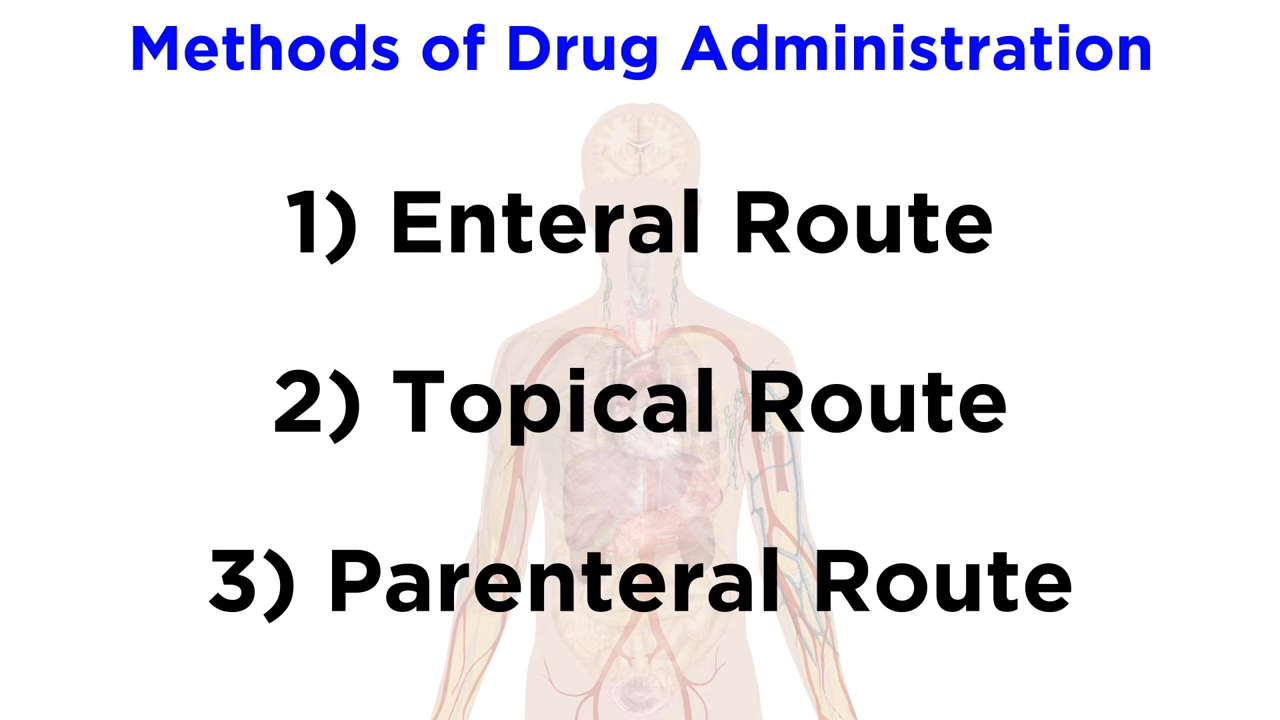 Methods of Drug Administration
1) Enteral Route
2) Topical Route
3) Parenteral Route